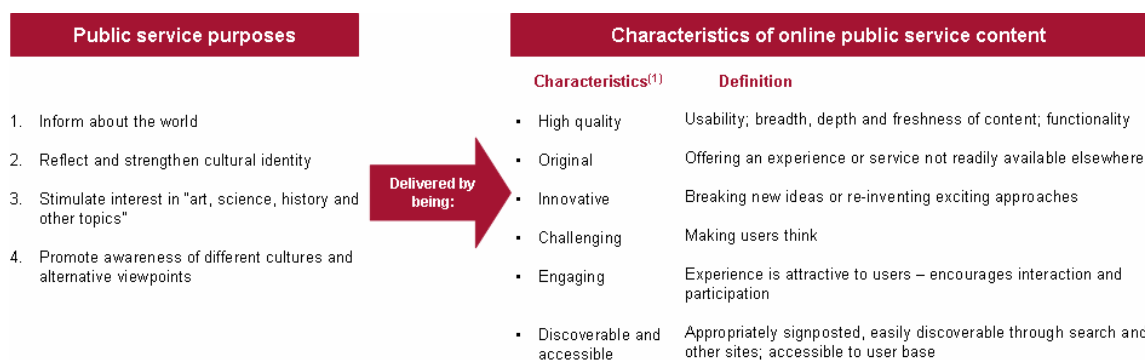 Public service purposes
1. Inform about the world
2. Reflect and strengthen cultural identity
3. Stimulate interest in "art, science, history and
other topics"
4. Promote awareness of different cultures and
alternative viewpoints
Delivered by
being:
Characteristics of online public service content
Characteristics(1) Definition
▪ High quality Usability; breadth, depth and freshness of content; functionality
▪ Original Offering an experience or service not readily available elsewhere
▪ Innovative Breaking new ideas or re-inventing exciting approaches
▪ Challenging Making users think
▪ Engaging Experience is attractive to users – encourages interaction and
participation
▪ Discoverable and Appropriately signposted, easily discoverable through search and
accessible other sites; accessible to user base